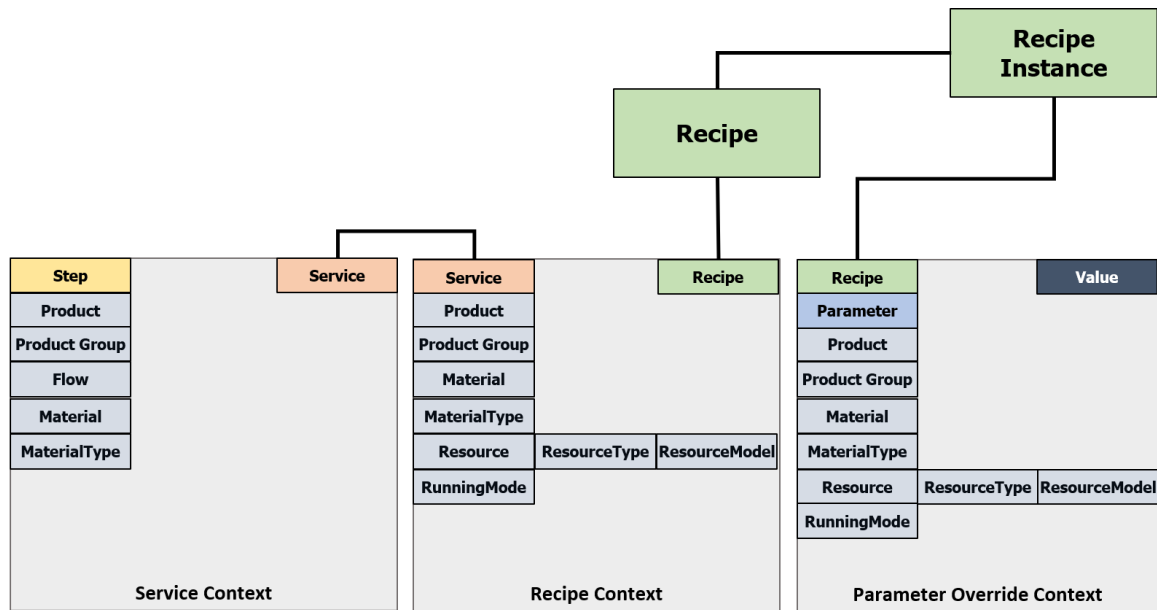 Recipe
Instance
Recipe
Step
Service
Product
Product Group
Flow
Material
MaterialType
Service Context
Service
Recipe
Product
Product Group
Material
MaterialType
Resource
ResourceType
ResourceModel
RunningMode
Recipe Context
Recipe
Value
Parameter
Product
Product Group
Material
MaterialType
Resource
ResourceType
ResourceModel
RunningMode
Parameter Override Context